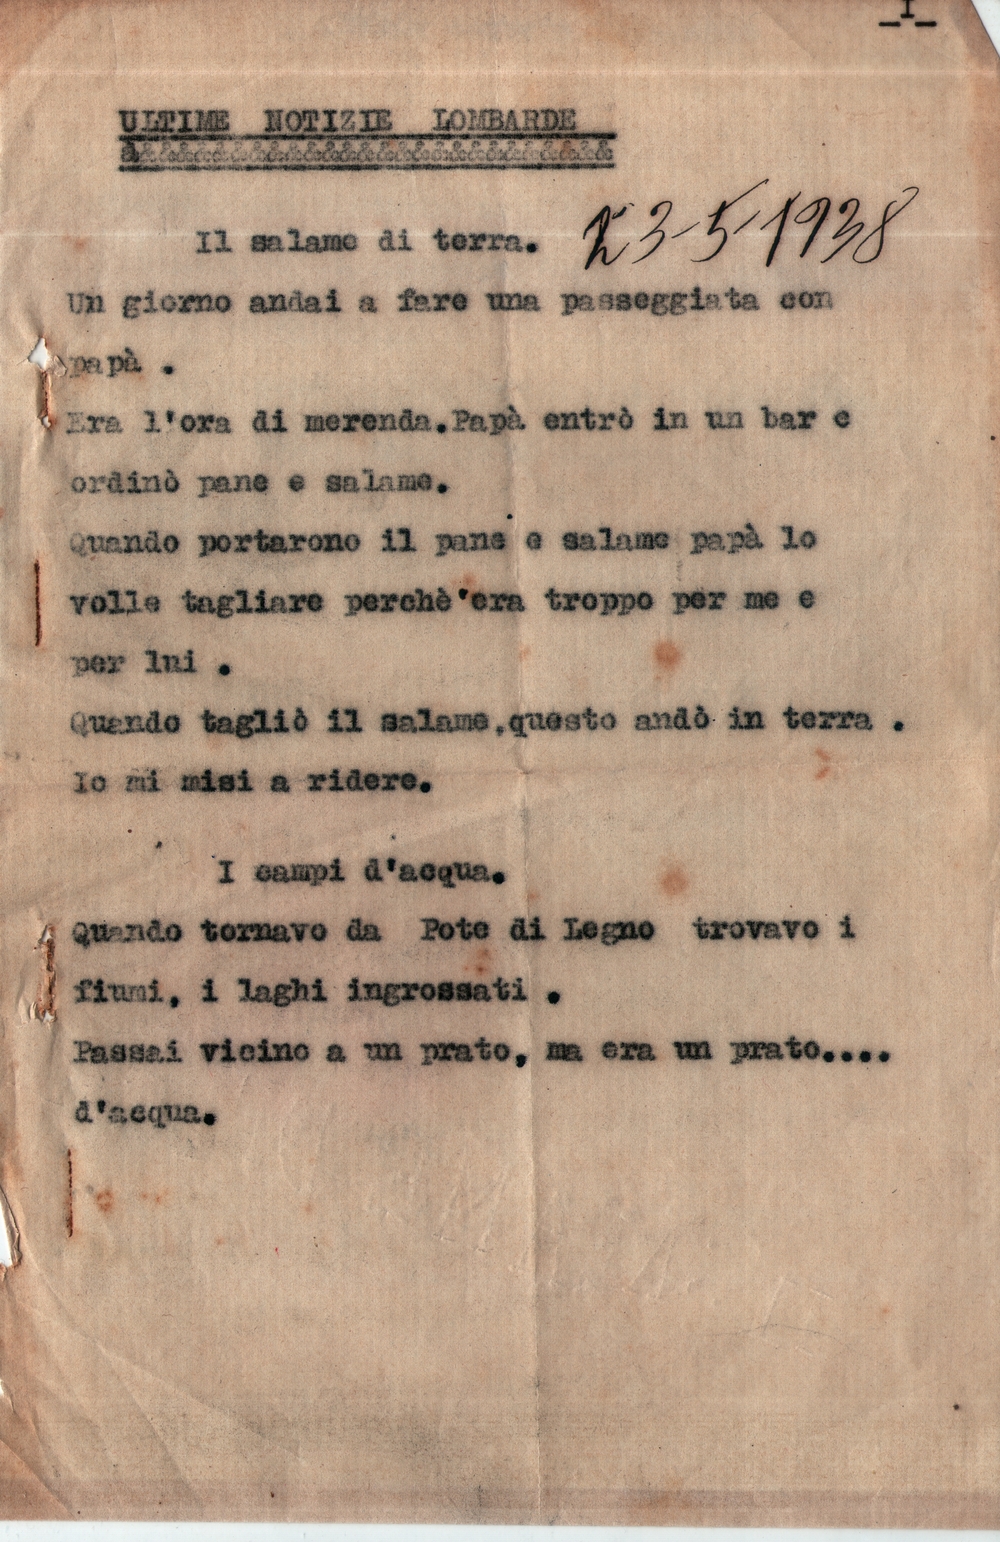 _I_
ULTIME NOTIZIE LOMBARDE
&&&&&&&&&&&&&&&&&&&&&&&&&&&
Il salame di terra. 23-5-1938
Un giorno andai a fare una passeggiata con
papà .
Era l'ora di merenda.Papà entrò in un bar e
ordinò pane e salame.
Quando portarono il pane e salame papà lo
volle tagliare perchè'era troppo per me e
per lui .
Quando tagliò il salame,questo andò in terra .
Io mi misi a ridere.
I campi d'acqua.
Quando tornavo da Pote di Legno trovavo i
fiumi, i laghi ingrossati .
Passai vicino a un prato, ma era un prato....
d'acqua.